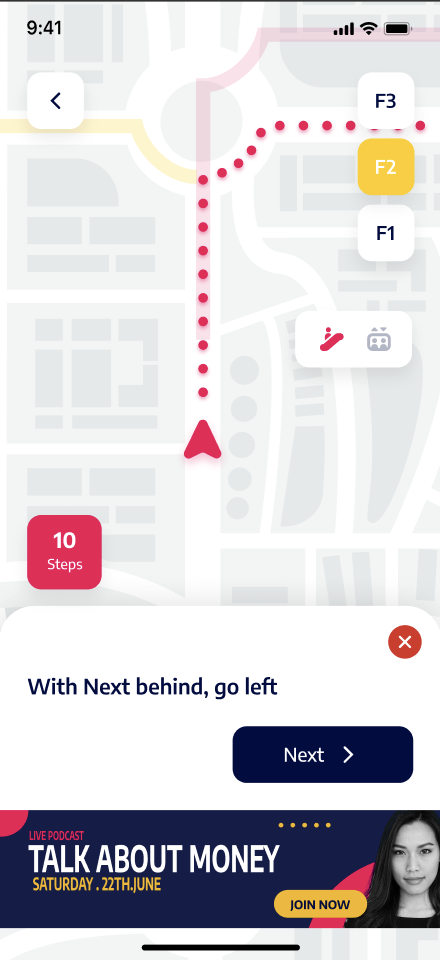 9:41
F3
F2
F1
10
Steps
With Next behind, go left
Next
LIVE PODCAST
TALK ABOUT MONEY
SATURDAY . 22TH.JUNE
JOIN NOW